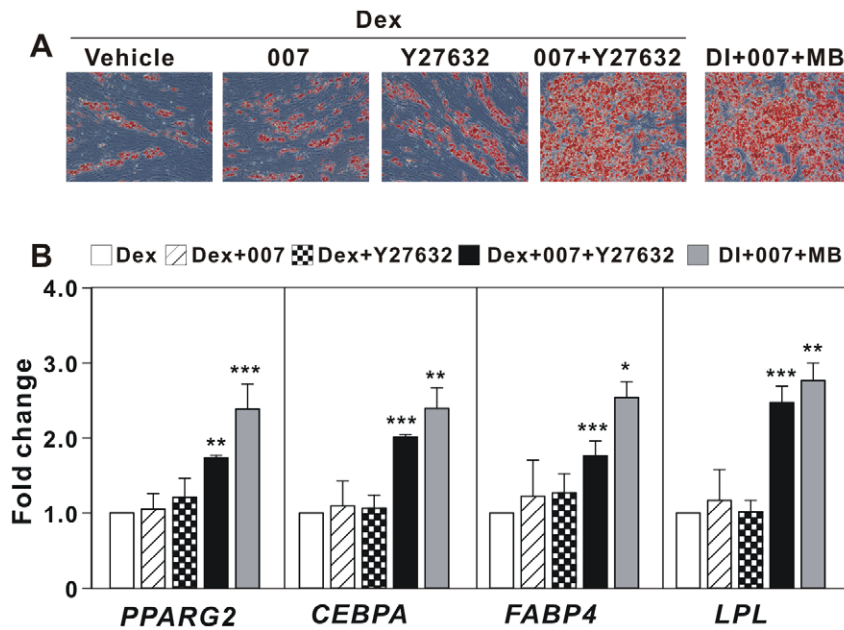 Dex
A
Vehicle 007 Y27632 007+Y27632 DI+007+MB
B
Dex Dex+007 Dex+Y27632 Dex+007+Y27632 DI+007+MB
4.0
3.0
2.0
1.0
0
Fold change
** ***
*** **
*** *
*** **
PPARG2 CEBPA FABP4 LPL